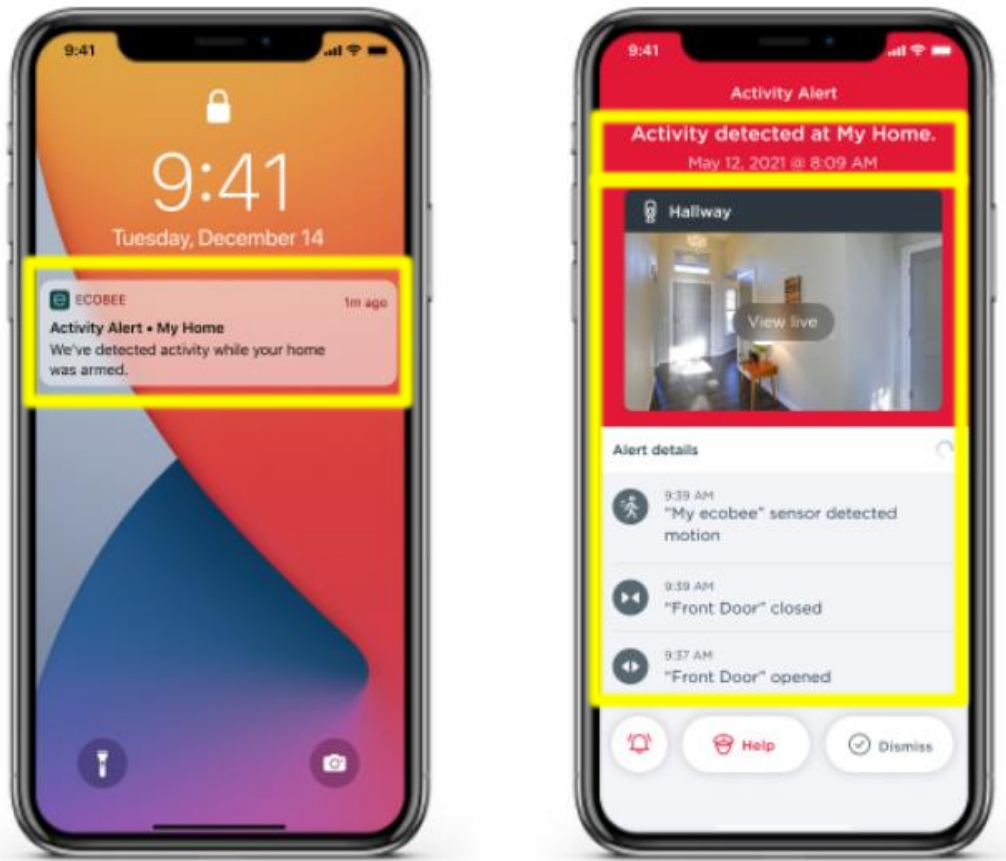 9:41
9:41
Tuesday, December 14
ECOBEE
1m ago
Activity Alert • My Home
We've detected activity while your home
was armed.
9:41
Activity Alert
Activity detected at My Home.
May 12, 2021 @ 8:09 AM
Hallway
View live
Alert details
9:39 AM
"My ecobee" sensor detected
motion
9:39 AM
"Front Door" closed
9:37 AM
"Front Door" opened
Help
Dismiss